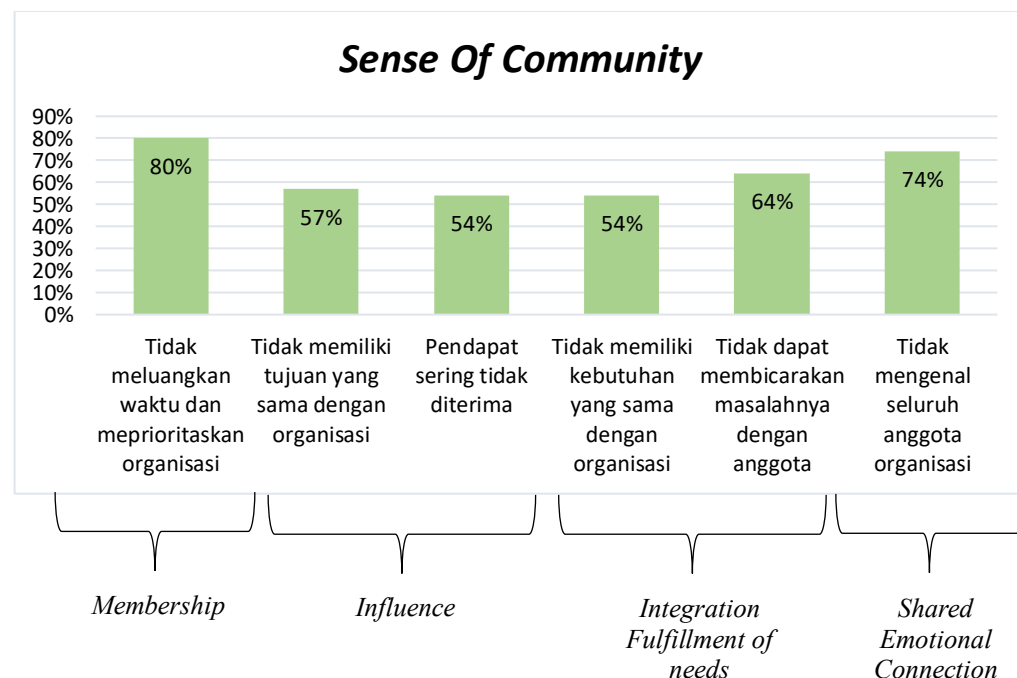 Sense Of Community
90%
80%
70%
60%
50%
40%
30%
20%
10%
0%
80%
57%
54%
54%
64%
74%
Tidak
meluangkan
waktu dan
meprioritaskan
organisasi
Tidak memiliki
tujuan yang
sama dengan
organisasi
Pendapat
sering tidak
diterima
Tidak memiliki
kebutuhan
yang sama
dengan
organisasi
Tidak dapat
membicarakan
masalahnya
dengan
anggota
Tidak
mengenal
seluruh
anggota
organisasi
Membership
Influence
Integration
Fulfillment of
needs
Shared
Emotional
Connection